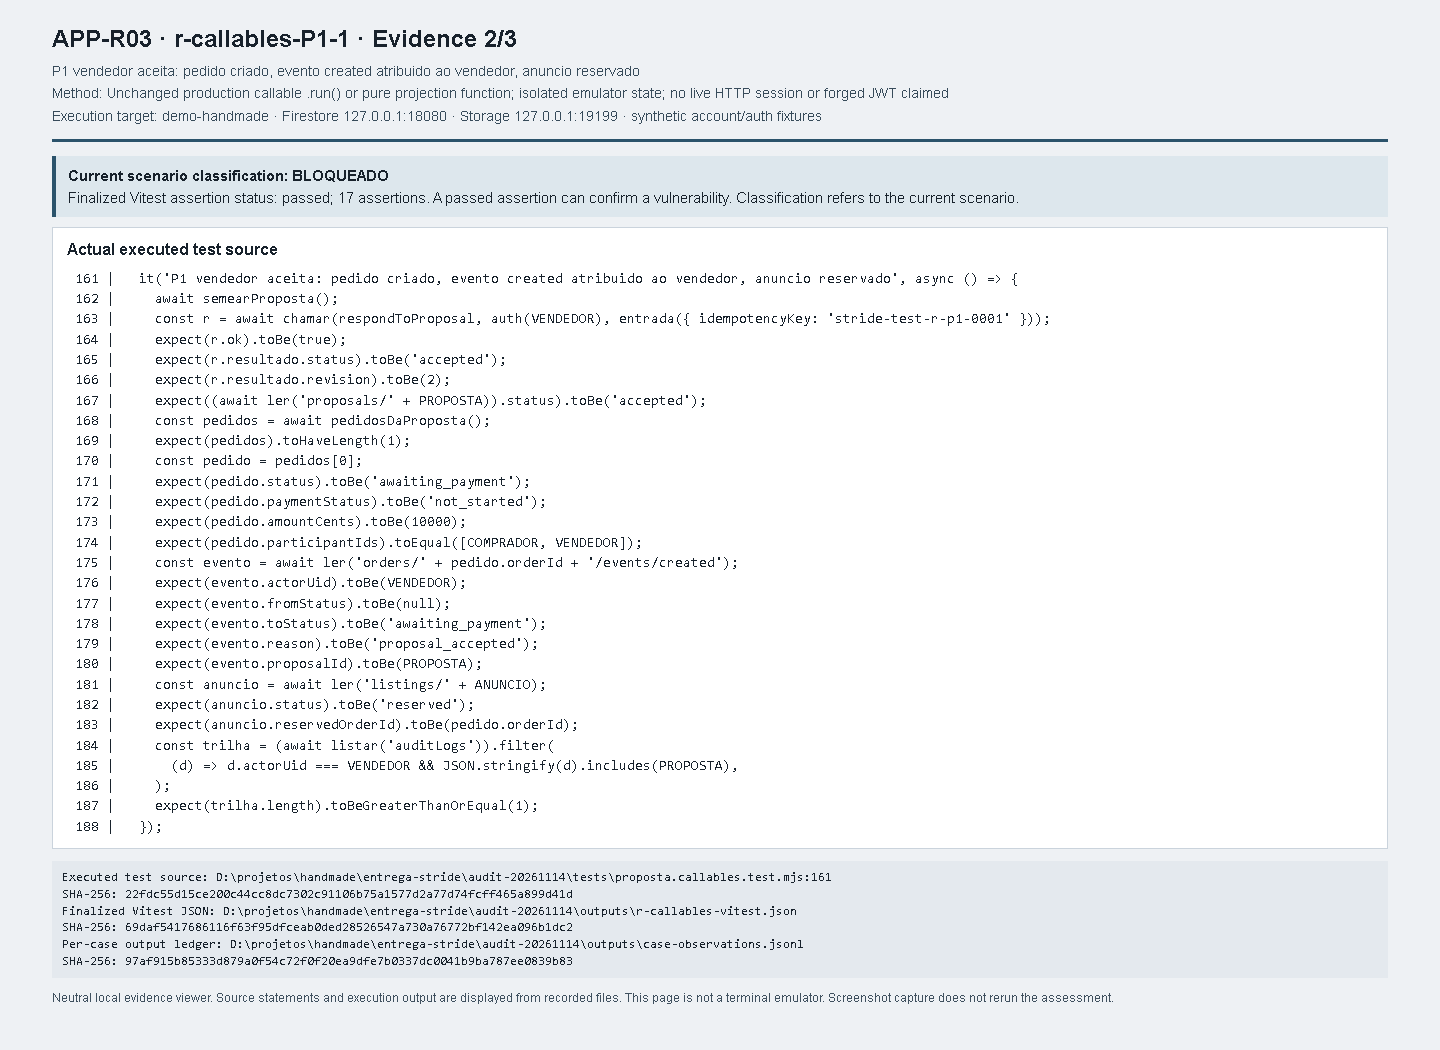 APP-R03 · r-callables-P1-1 · Evidence 2/3
P1 vendedor aceita: pedido criado, evento created atribuido ao vendedor, anuncio reservado
Method: Unchanged production callable .run() or pure projection function; isolated emulator state; no live HTTP session or forged JWT claimed
Execution target: demo-handmade · Firestore 127.0.0.1:18080 · Storage 127.0.0.1:19199 · synthetic account/auth fixtures
Current scenario classification: BLOQUEADO
Finalized Vitest assertion status: passed; 17 assertions. A passed assertion can confirm a vulnerability. Classification refers to the current scenario.
Actual executed test source
161 |   it('P1 vendedor aceita: pedido criado, evento created atribuido ao vendedor, anuncio reservado', async () => {
162 |     await semearProposta();
163 |     const r = await chamar(respondToProposal, auth(VENDEDOR), entrada({ idempotencyKey: 'stride-test-r-p1-0001' }));
164 |     expect(r.ok).toBe(true);
165 |     expect(r.resultado.status).toBe('accepted');
166 |     expect(r.resultado.revision).toBe(2);
167 |     expect((await ler('proposals/' + PROPOSTA)).status).toBe('accepted');
168 |     const pedidos = await pedidosDaProposta();
169 |     expect(pedidos).toHaveLength(1);
170 |     const pedido = pedidos[0];
171 |     expect(pedido.status).toBe('awaiting_payment');
172 |     expect(pedido.paymentStatus).toBe('not_started');
173 |     expect(pedido.amountCents).toBe(10000);
174 |     expect(pedido.participantIds).toEqual([COMPRADOR, VENDEDOR]);
175 |     const evento = await ler('orders/' + pedido.orderId + '/events/created');
176 |     expect(evento.actorUid).toBe(VENDEDOR);
177 |     expect(evento.fromStatus).toBe(null);
178 |     expect(evento.toStatus).toBe('awaiting_payment');
179 |     expect(evento.reason).toBe('proposal_accepted');
180 |     expect(evento.proposalId).toBe(PROPOSTA);
181 |     const anuncio = await ler('listings/' + ANUNCIO);
182 |     expect(anuncio.status).toBe('reserved');
183 |     expect(anuncio.reservedOrderId).toBe(pedido.orderId);
184 |     const trilha = (await listar('auditLogs')).filter(
185 |       (d) => d.actorUid === VENDEDOR && JSON.stringify(d).includes(PROPOSTA),
186 |     );
187 |     expect(trilha.length).toBeGreaterThanOrEqual(1);
188 |   });
Executed test source: D:\projetos\handmade\entrega-stride\audit-20261114\tests\proposta.callables.test.mjs:161
SHA-256: 22fdc55d15ce200c44cc8dc7302c91106b75a1577d2a77d74fcff465a899d41d
Finalized Vitest JSON: D:\projetos\handmade\entrega-stride\audit-20261114\outputs\r-callables-vitest.json
SHA-256: 69daf5417686116f63f95dfceab0ded28526547a730a76772bf142ea096b1dc2
Per-case output ledger: D:\projetos\handmade\entrega-stride\audit-20261114\outputs\case-observations.jsonl
SHA-256: 97af915b85333d879a0f54c72f0f20ea9dfe7b0337dc0041b9ba787ee0839b83
Neutral local evidence viewer. Source statements and execution output are displayed from recorded files. This page is not a terminal emulator. Screenshot capture does not rerun the assessment.